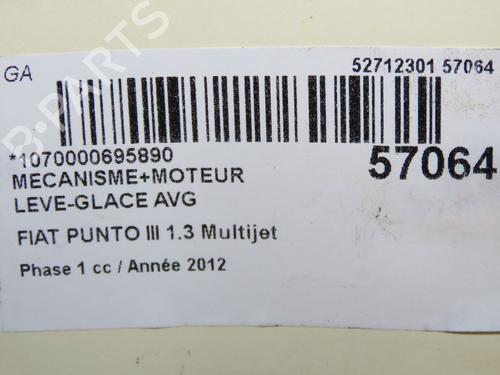 GA
52712301 57064
*1070000695890
57064
MECANISME+MOTEUR
LEVE-GLACE AVG
FIAT PUNTO III 1.3 Multijet
Phase 1 cc / Année 2012
B-PARTS